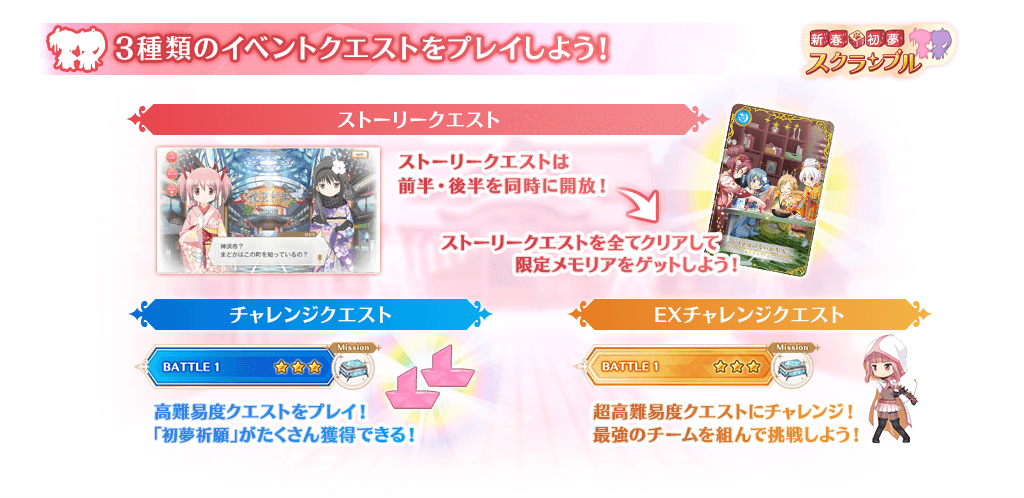 3種類のイベントクエストをプレイしよう!
新春初夢
スクランブル
ストーリークエスト
ストーリークエストは
前半・後半を同時に開放!
神浜市?
まどかはこの町を知っているの?
ストーリークエストを全てクリアして
限定メモリアをゲットしよう!
チャレンジクエスト
EXチャレンジクエスト
Mission
BATTLE 1
Mission
BATTLE 1
高難易度クエストをプレイ!
「初夢祈願」がたくさん獲得できる!
超高難易度クエストにチャレンジ!
最強のチームを組んで挑戦しよう!